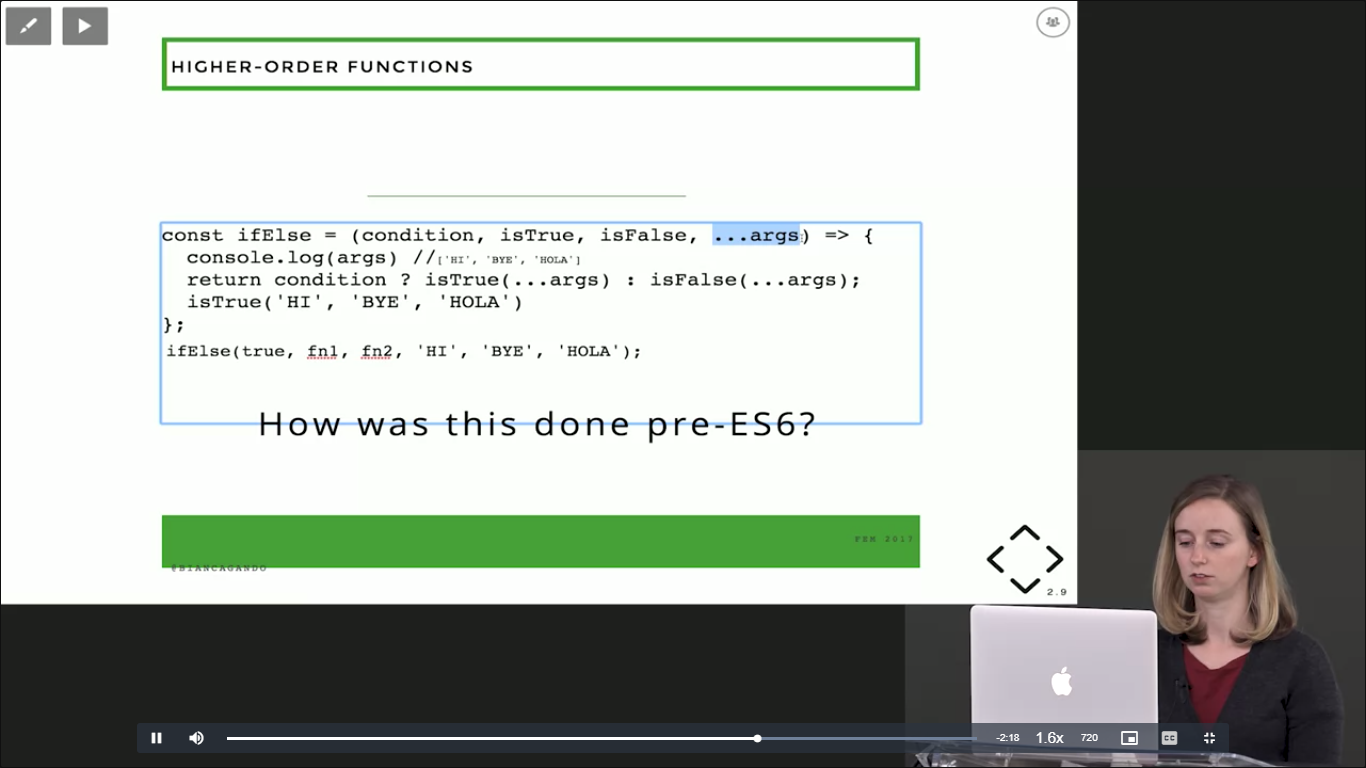 HIGHER-ORDER FUNCTIONS
const ifElse = (condition, isTrue, isFalse, ...args) => {
console.log(args) //['HI', 'BYE', 'HOLA']
return condition ? isTrue(...args) : isFalse(...args);
isTrue('HI', 'BYE', 'HOLA')
};
ifElse(true, fn1, fn2, 'HI', 'BYE', 'HOLA');
How was this done pre-ES6?
FEM 2017
@BIANCAGANDO
2.9
-2:18 1.6x 720 CC